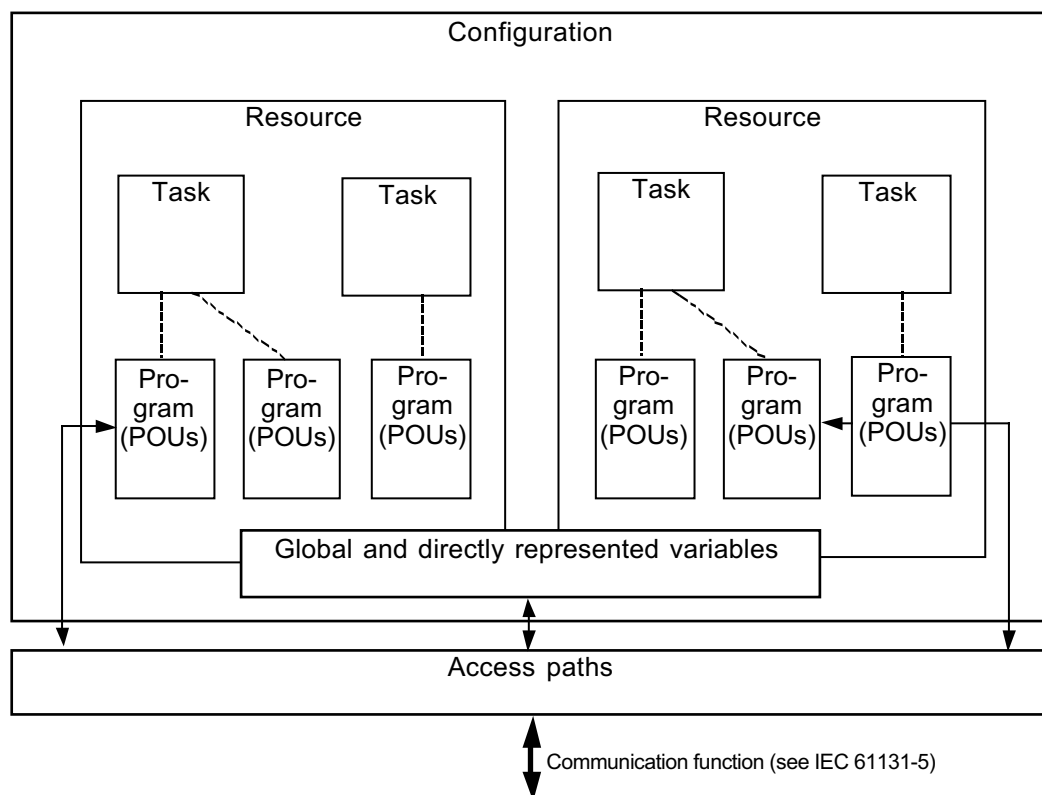 Configuration
Resource
Resource
Task
Task
Task
Task
Pro-
gram
(POUs)
Pro-
gram
(POUs)
Pro-
gram
(POUs)
Pro-
gram
(POUs)
Pro-
gram
(POUs)
Pro-
gram
(POUs)
Global and directly represented variables
Access paths
Communication function (see IEC 61131-5)